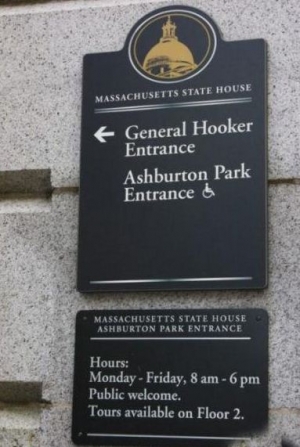 MASSACHUSETTS STATE HOUSE
General Hooker
Entrance
Ashburton Park
Entrance
MASSACHUSETTS STATE HOUSE
ASHBURTON PARK ENTRANCE
Hours:
Monday - Friday, 8 am - 6 pm
Public welcome.
Tours available on Floor 2.